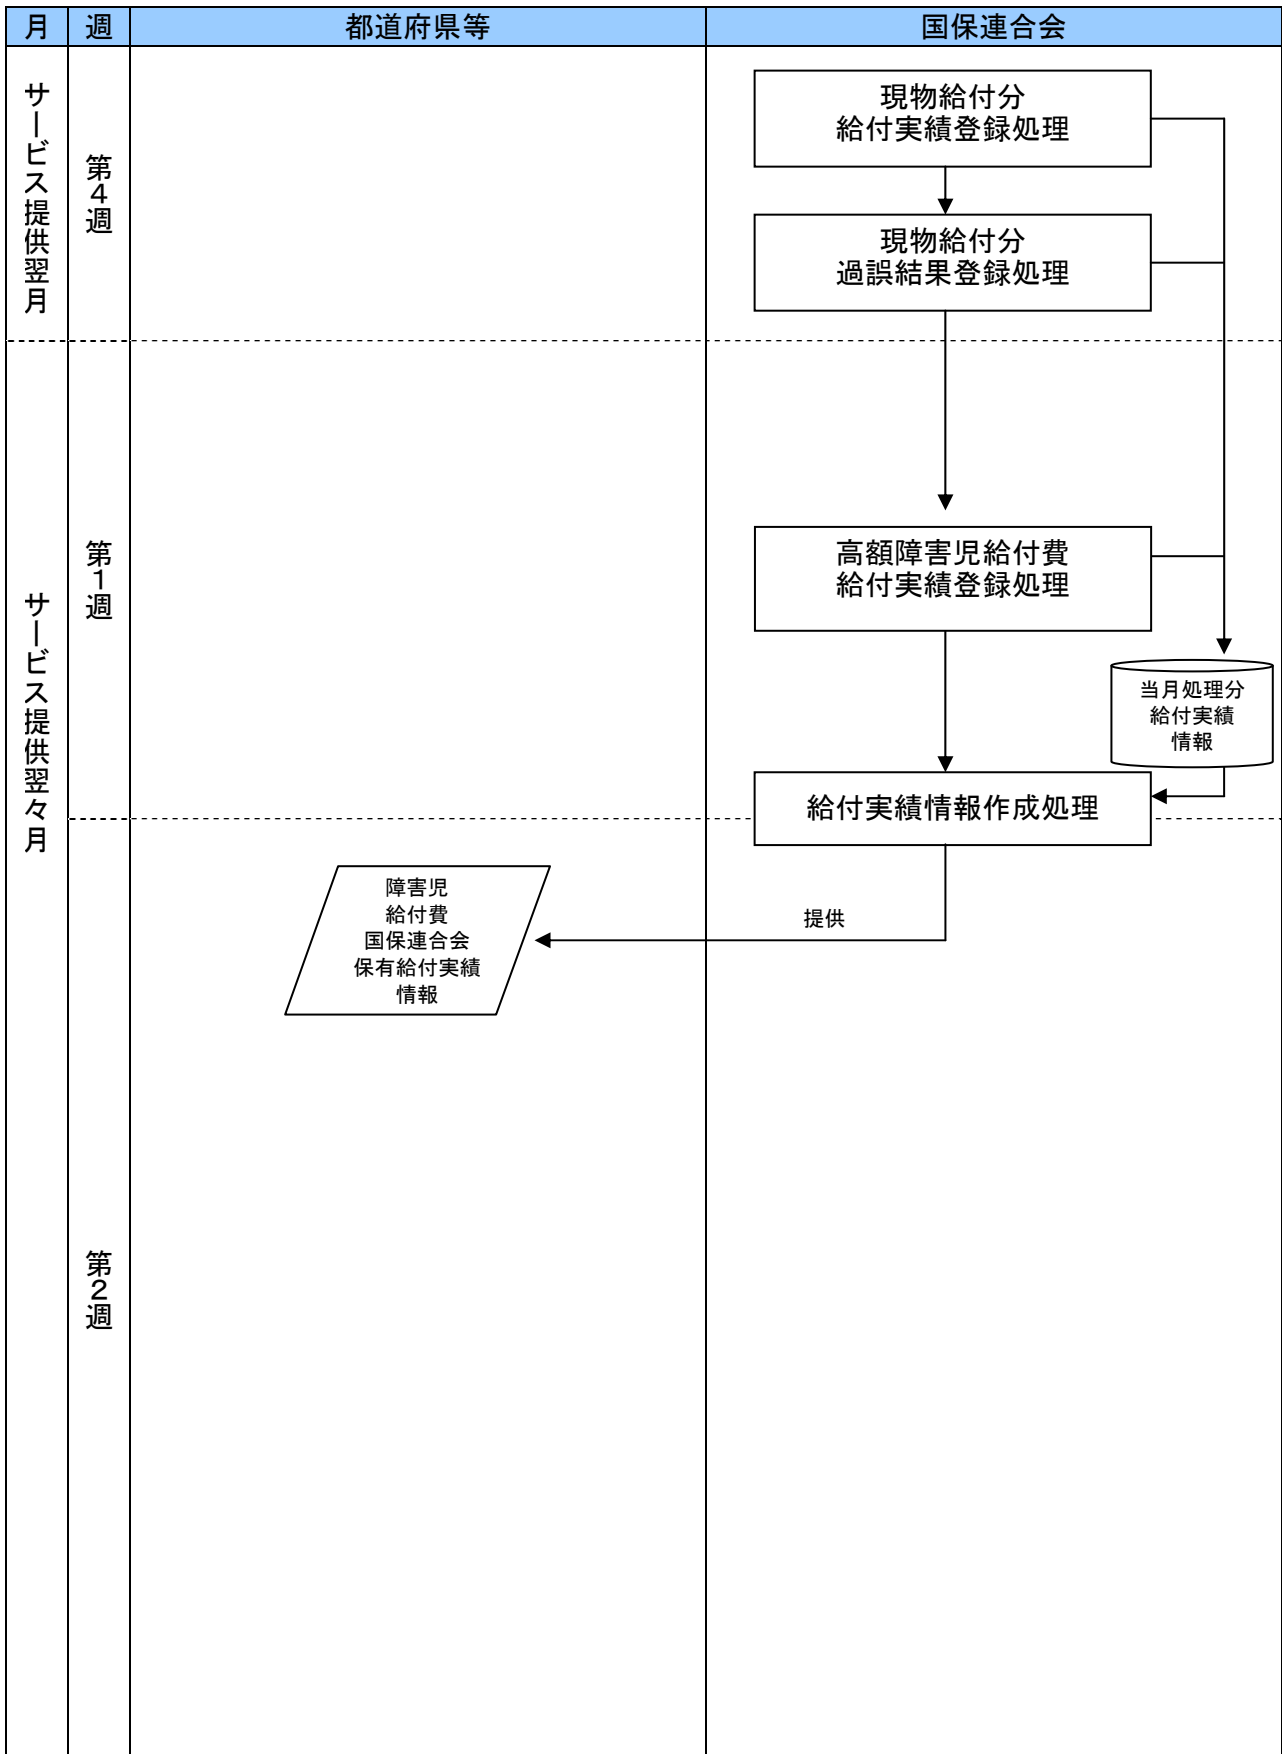 月
週
都道府県等
国保連合会
サービス提供翌月
第4週
現物給付分
給付実績登録処理
現物給付分
過誤結果登録処理
サービス提供翌々月
第1週
高額障害児給付費
給付実績登録処理
当月処理分
給付実績
情報
給付実績情報作成処理
第2週
障害児
給付費
国保連合会
保有給付実績
情報
提供